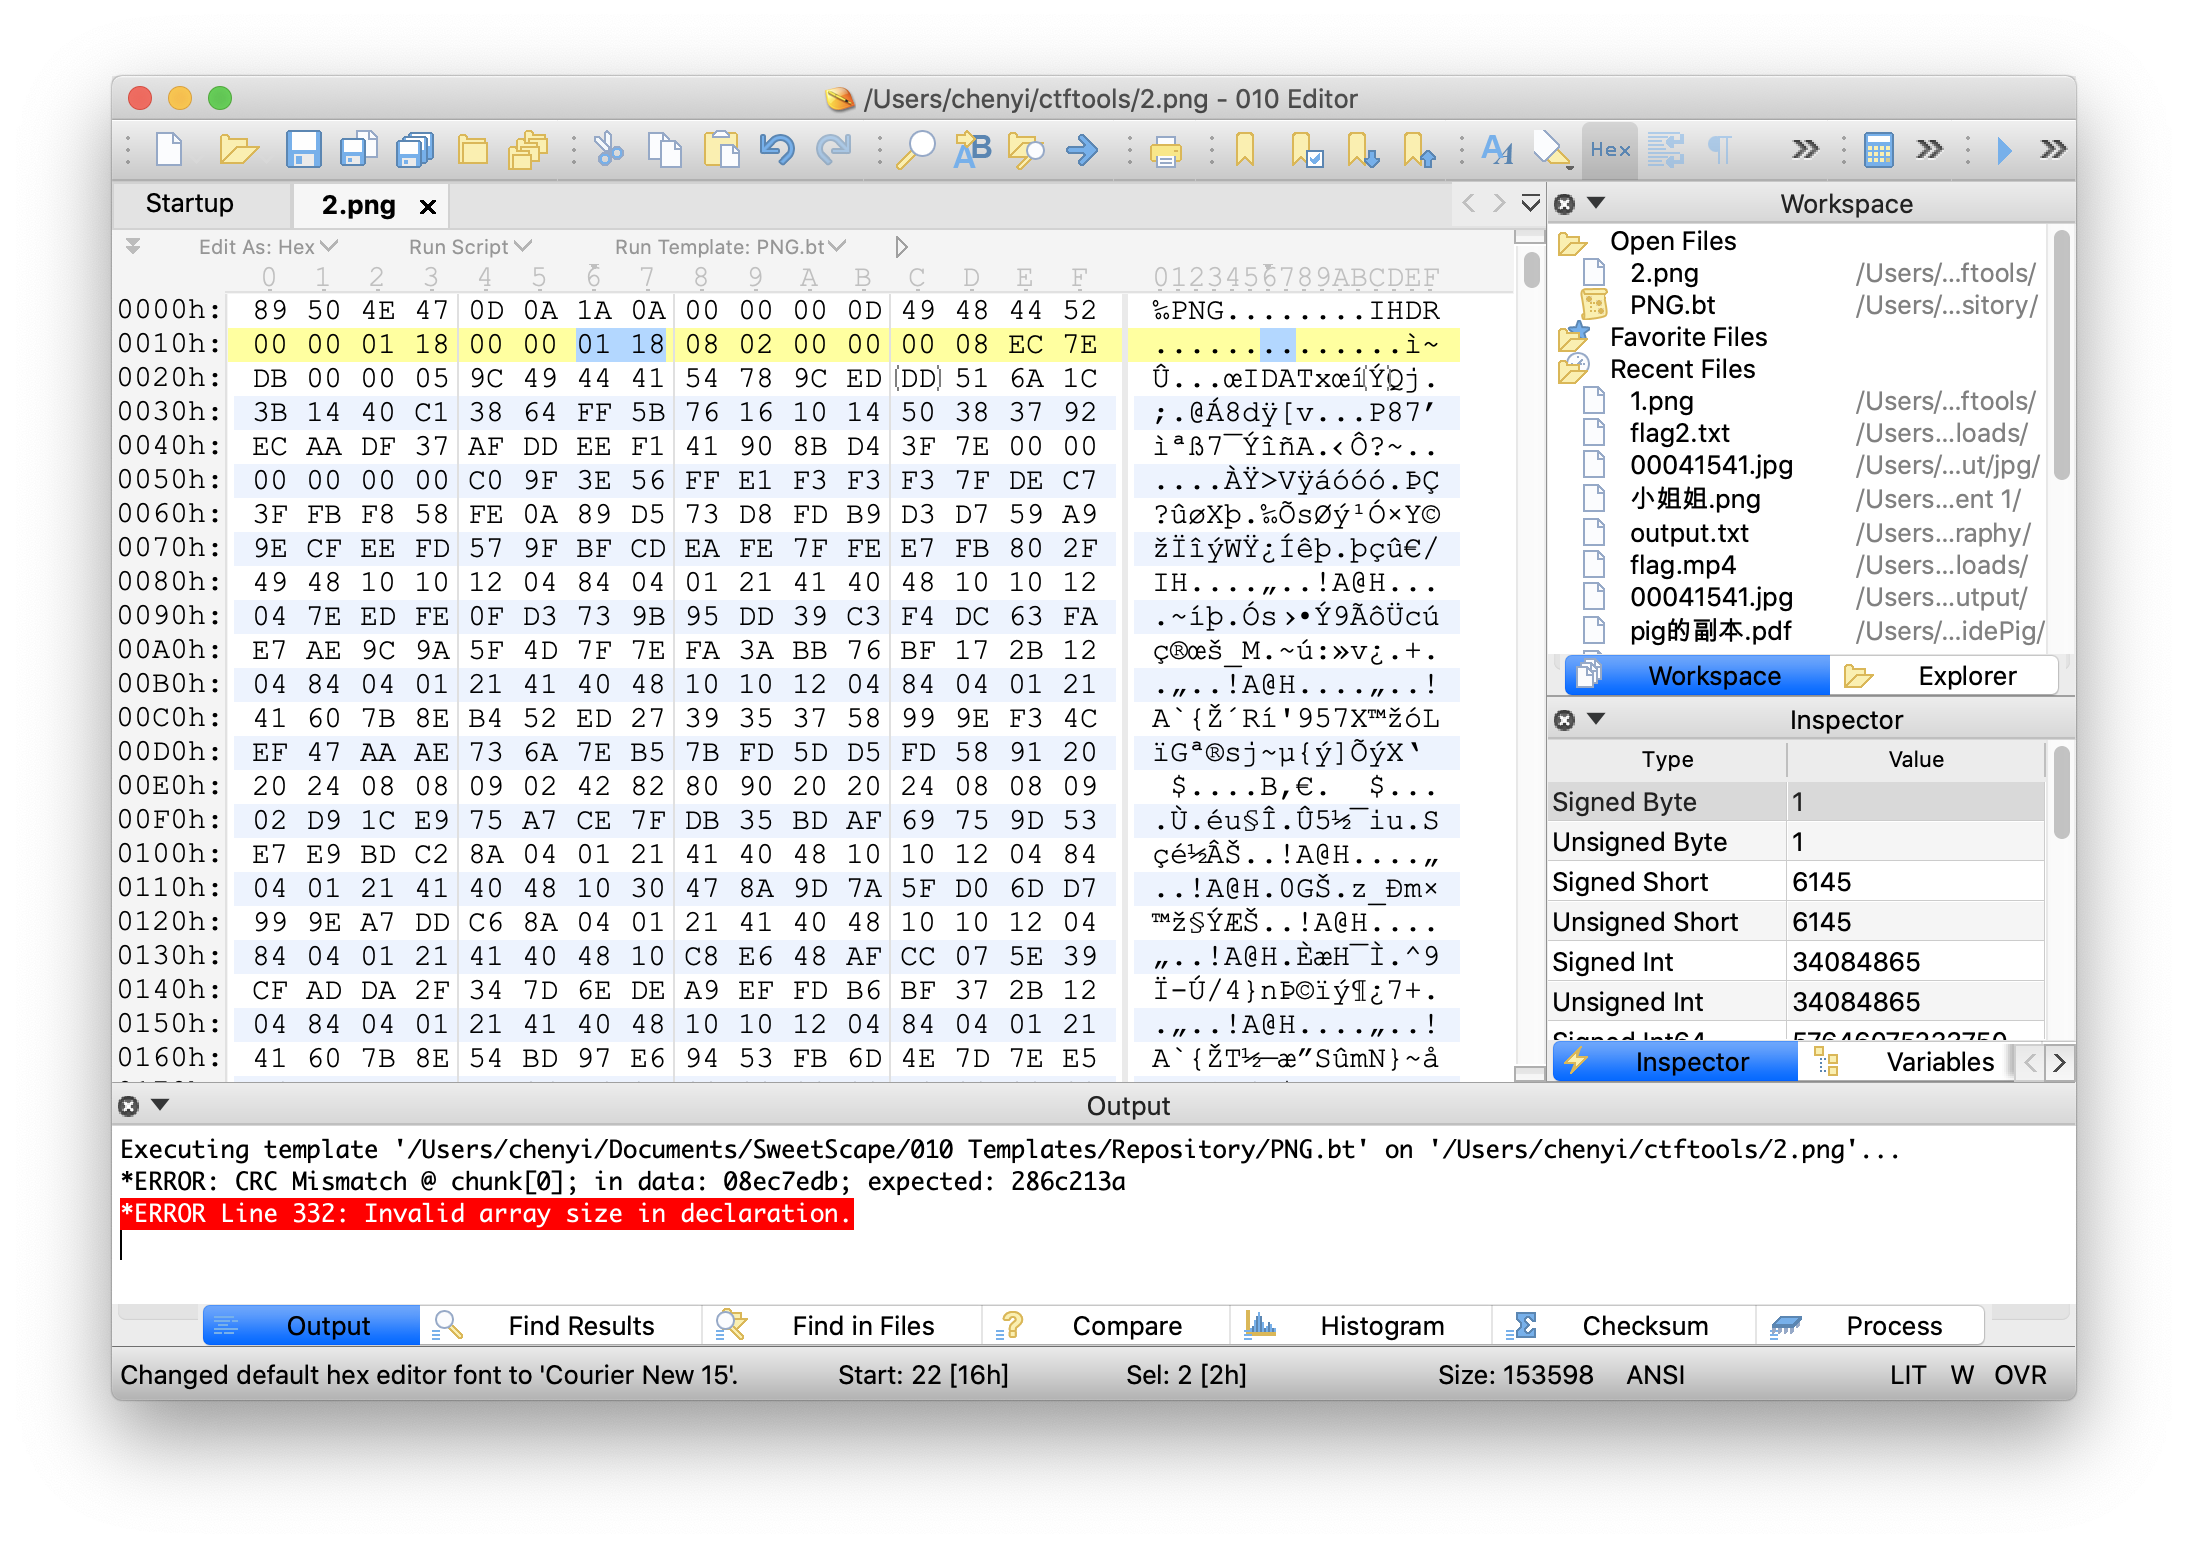 /Users/chenyi/ctftools/2.png - 010 Editor
Hex
Startup
2.png
Workspace
Edit As: Hex
Run Script
Run Template: PNG.bt
0 1 2 3 4 5 6 7 8 9 A B C D E F
0123456789ABCDEF
0000h: 89 50 4E 47 0D 0A 1A 0A 00 00 00 0D 49 48 44 52 ‰PNG........IHDR
0010h: 00 00 01 18 00 00 01 18 08 02 00 00 00 08 EC 7E ..............ì~
0020h: DB 00 00 05 9C 49 44 41 54 78 9C ED DD 51 6A 1C Û...œIDATxœíÝQj.
0030h: 3B 14 40 C1 38 64 FF 5B 76 16 10 14 50 38 37 92 ;.@Á8dÿ[v...P87’
0040h: EC AA DF 37 AF DD EE F1 41 90 8B D4 3F 7E 00 00 ìªß7¯ÝîñA.‹Ô?~..
0050h: 00 00 00 00 C0 9F 3E 56 FF E1 F3 F3 F3 7F DE C7 ....ÀŸ>Vÿáóóó.ÞÇ
0060h: 3F FB F8 58 FE 0A 89 D5 73 D8 FD B9 D3 D7 59 A9 ?ûøXþ.‰ÕsØý¹Ó×Y©
0070h: 9E CF EE FD 57 9F BF CD EA FE 7F FE E7 FB 80 2F žÏîýWŸ¿Íêþ.þçû€/
0080h: 49 48 10 10 12 04 84 04 01 21 41 40 48 10 10 12 IH....„..!A@H...
0090h: 04 7E ED FE 0F D3 73 9B 95 DD 39 C3 F4 DC 63 FA .~íþ.Ós›•Ý9ÃôÜcú
00A0h: E7 AE 9C 9A 5F 4D 7F 7E FA 3A BB 76 BF 17 2B 12 ç®œš_M.~ú:»v¿.+.
00B0h: 04 84 04 01 21 41 40 48 10 10 12 04 84 04 01 21 .„..!A@H....„..!
00C0h: 41 60 7B 8E B4 52 ED 27 39 35 37 58 99 9E F3 4C A`{Ž´Rí'957X™žóL
00D0h: EF 47 AA AE 73 6A 7E B5 7B FD 5D D5 FD 58 91 20 ïGª®sj~µ{ý]ÕýX‘
00E0h: 20 24 08 08 09 02 42 82 80 90 20 20 24 08 08 09 $....B‚€. $...
00F0h: 02 D9 1C E9 75 A7 CE 7F DB 35 BD AF 69 75 9D 53 .Ù.éu§Î.Û5½¯iu.S
0100h: E7 E9 BD C2 8A 04 01 21 41 40 48 10 10 12 04 84 çé½ÂŠ..!A@H....„
0110h: 04 01 21 41 40 48 10 30 47 8A 9D 7A 5F D0 6D D7 ..!A@H.0GŠ.z_Ðm×
0120h: 99 9E A7 DD C6 8A 04 01 21 41 40 48 10 10 12 04 ™ž§ÝÆŠ..!A@H....
0130h: 84 04 01 21 41 40 48 10 C8 E6 48 AF CC 07 5E 39 „..!A@H.ÈæH¯Ì.^9
0140h: CF AD DA 2F 34 7D 6E DE A9 EF FD B6 BF 37 2B 12 Ï-Ú/4}nÞ©ïý¶¿7+.
0150h: 04 84 04 01 21 41 40 48 10 10 12 04 84 04 01 21 .„..!A@H....„..!
0160h: 41 60 7B 8E 54 BD 97 E6 94 53 FB 6D 4E 7D 7E E5 A`{ŽT½—æ”SûmN}~å
Open Files
2.png /Users/...ftools/
PNG.bt /Users/...sitory/
Favorite Files
Recent Files
1.png /Users/...ftools/
flag2.txt /Users/...loads/
00041541.jpg /Users/...ut/jpg/
小姐姐.png /Users...ent 1/
output.txt /Users...raphy/
flag.mp4 /Users...loads/
00041541.jpg /Users/...utput/
pig的副本.pdf /Users/...idePig/
Workspace Explorer
Inspector
Type Value
Signed Byte 1
Unsigned Byte 1
Signed Short 6145
Unsigned Short 6145
Signed Int 34084865
Unsigned Int 34084865
Inspector Variables
Output
Executing template '/Users/chenyi/Documents/SweetScape/010 Templates/Repository/PNG.bt' on '/Users/chenyi/ctftools/2.png'...
*ERROR: CRC Mismatch @ chunk[0]; in data: 08ec7edb; expected: 286c213a
*ERROR Line 332: Invalid array size in declaration.
Output Find Results Find in Files Compare Histogram Checksum Process
Changed default hex editor font to 'Courier New 15'. Start: 22 [16h] Sel: 2 [2h] Size: 153598 ANSI LIT W OVR